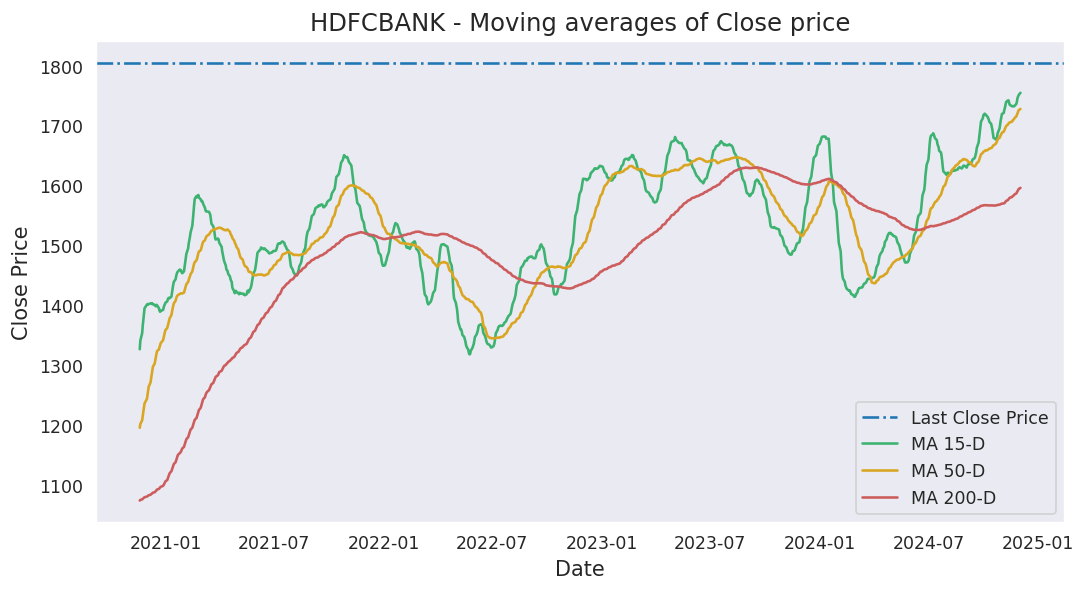 HDFCBANK - Moving averages of Close price
Close Price
1800
1700
1600
1500
1400
1300
1200
1100
Last Close Price
MA 15-D
MA 50-D
MA 200-D
2021-01 2021-07 2022-01 2022-07 2023-01 2023-07 2024-01 2024-07 2025-01
Date